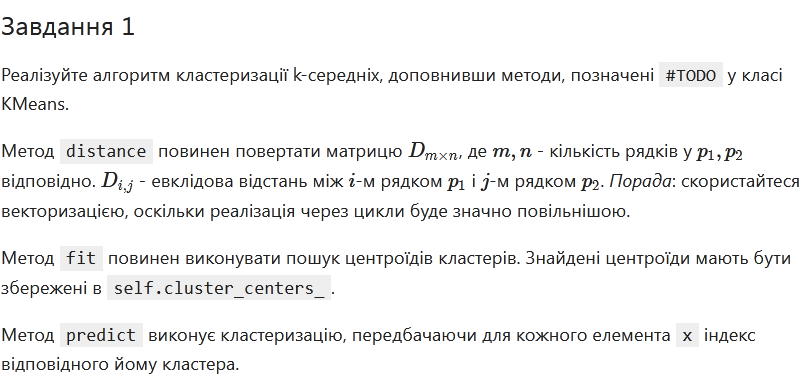 Завдання 1
Реалізуйте алгоритм кластеризації k-середніх, доповнивши методи, позначені #TODO у класі
KMeans.
Метод distance повинен повертати матрицю D_{m×n}, де m, n - кількість рядків у p_1, p_2
відповідно. D_{i,j} - евклідова відстань між i-м рядком p_1 і j-м рядком p_2. Порада: скористайтеся
векторизацією, оскільки реалізація через цикли буде значно повільнішою.
Метод fit повинен виконувати пошук центроїдів кластерів. Знайдені центроїди мають бути
збережені в self.cluster_centers_ .
Метод predict виконує кластеризацію, передбачаючи для кожного елемента x індекс
відповідного йому кластера.